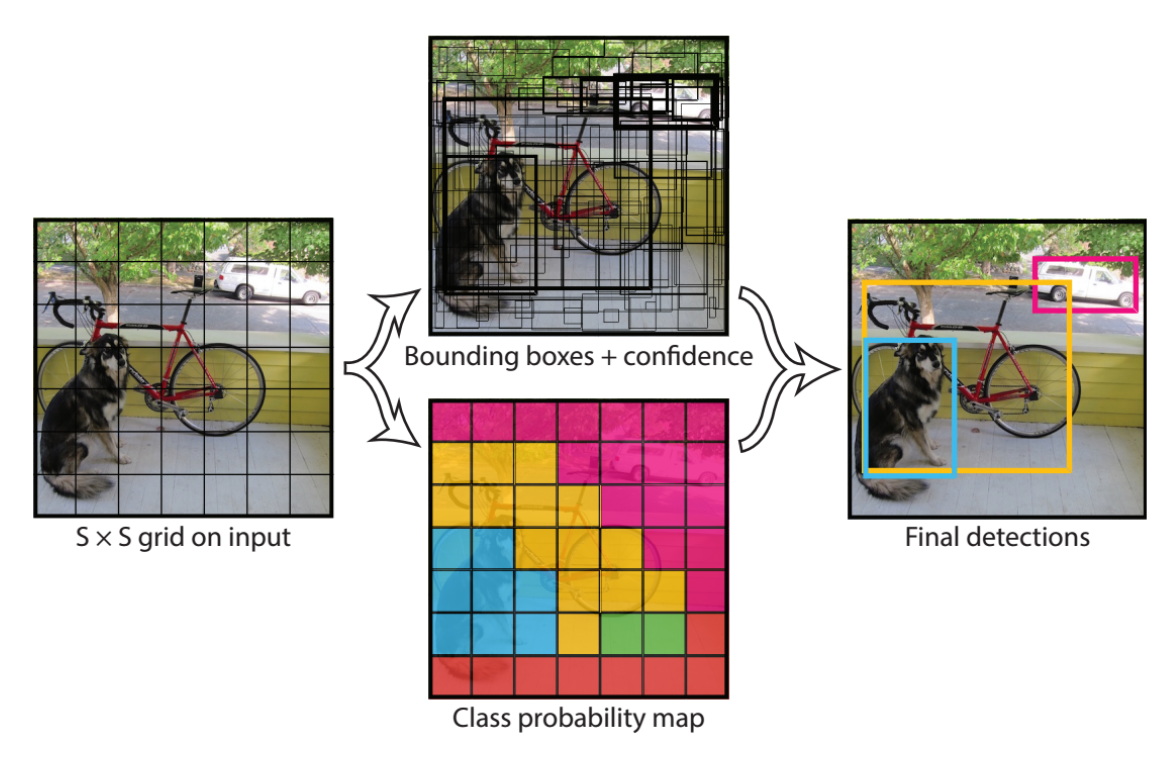 S × S grid on input
Bounding boxes + confidence
Class probability map
Final detections